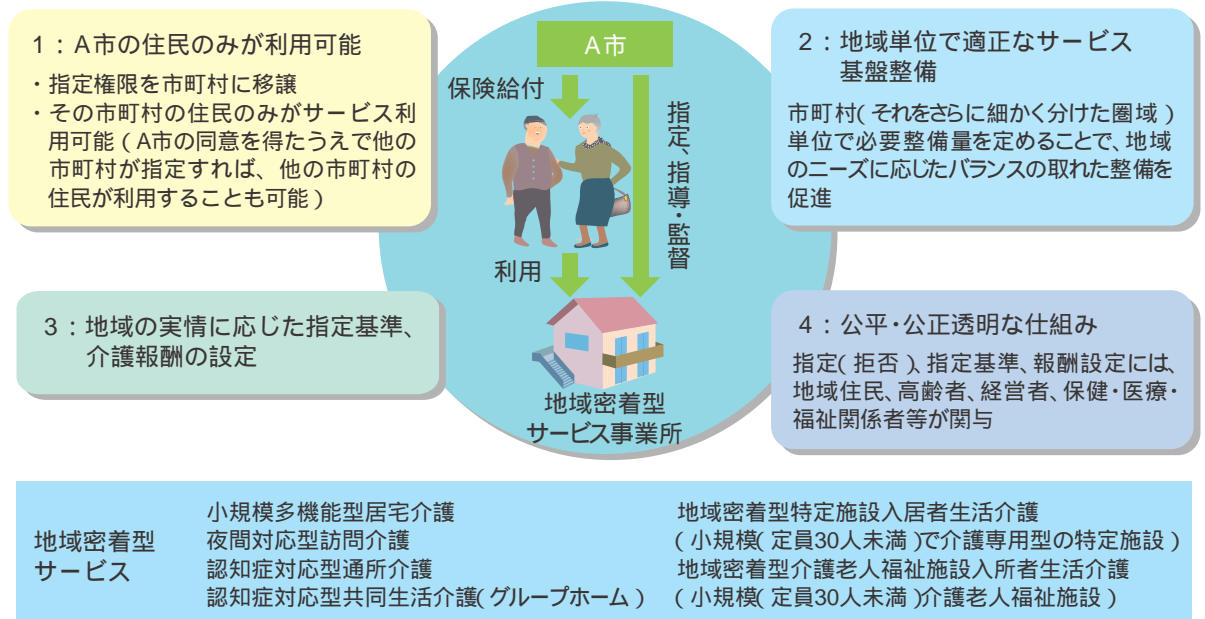 1：A市の住民のみが利用可能
・指定権限を市町村に移譲
・その市町村の住民のみがサービス利
用可能（A市の同意を得たうえで他の
市町村が指定すれば、他の市町村の
住民が利用することも可能）
A市
保険給付
指定、指導・監督
利用
地域密着型
サービス事業所
2：地域単位で適正なサービス
基盤整備
市町村（それをさらに細かく分けた圏域）
単位で必要整備量を定めることで、地域
のニーズに応じたバランスの取れた整備を
促進
3：地域の実情に応じた指定基準、
介護報酬の設定
4：公平・公正透明な仕組み
指定（拒否）、指定基準、報酬設定には、
地域住民、高齢者、経営者、保健・医療・
福祉関係者等が関与
地域密着型
サービス
小規模多機能型居宅介護
夜間対応型訪問介護
認知症対応型通所介護
認知症対応型共同生活介護（グループホーム）
地域密着型特定施設入居者生活介護
（小規模（定員30人未満）で介護専用型の特定施設）
地域密着型介護老人福祉施設入所者生活介護
（小規模（定員30人未満）介護老人福祉施設）